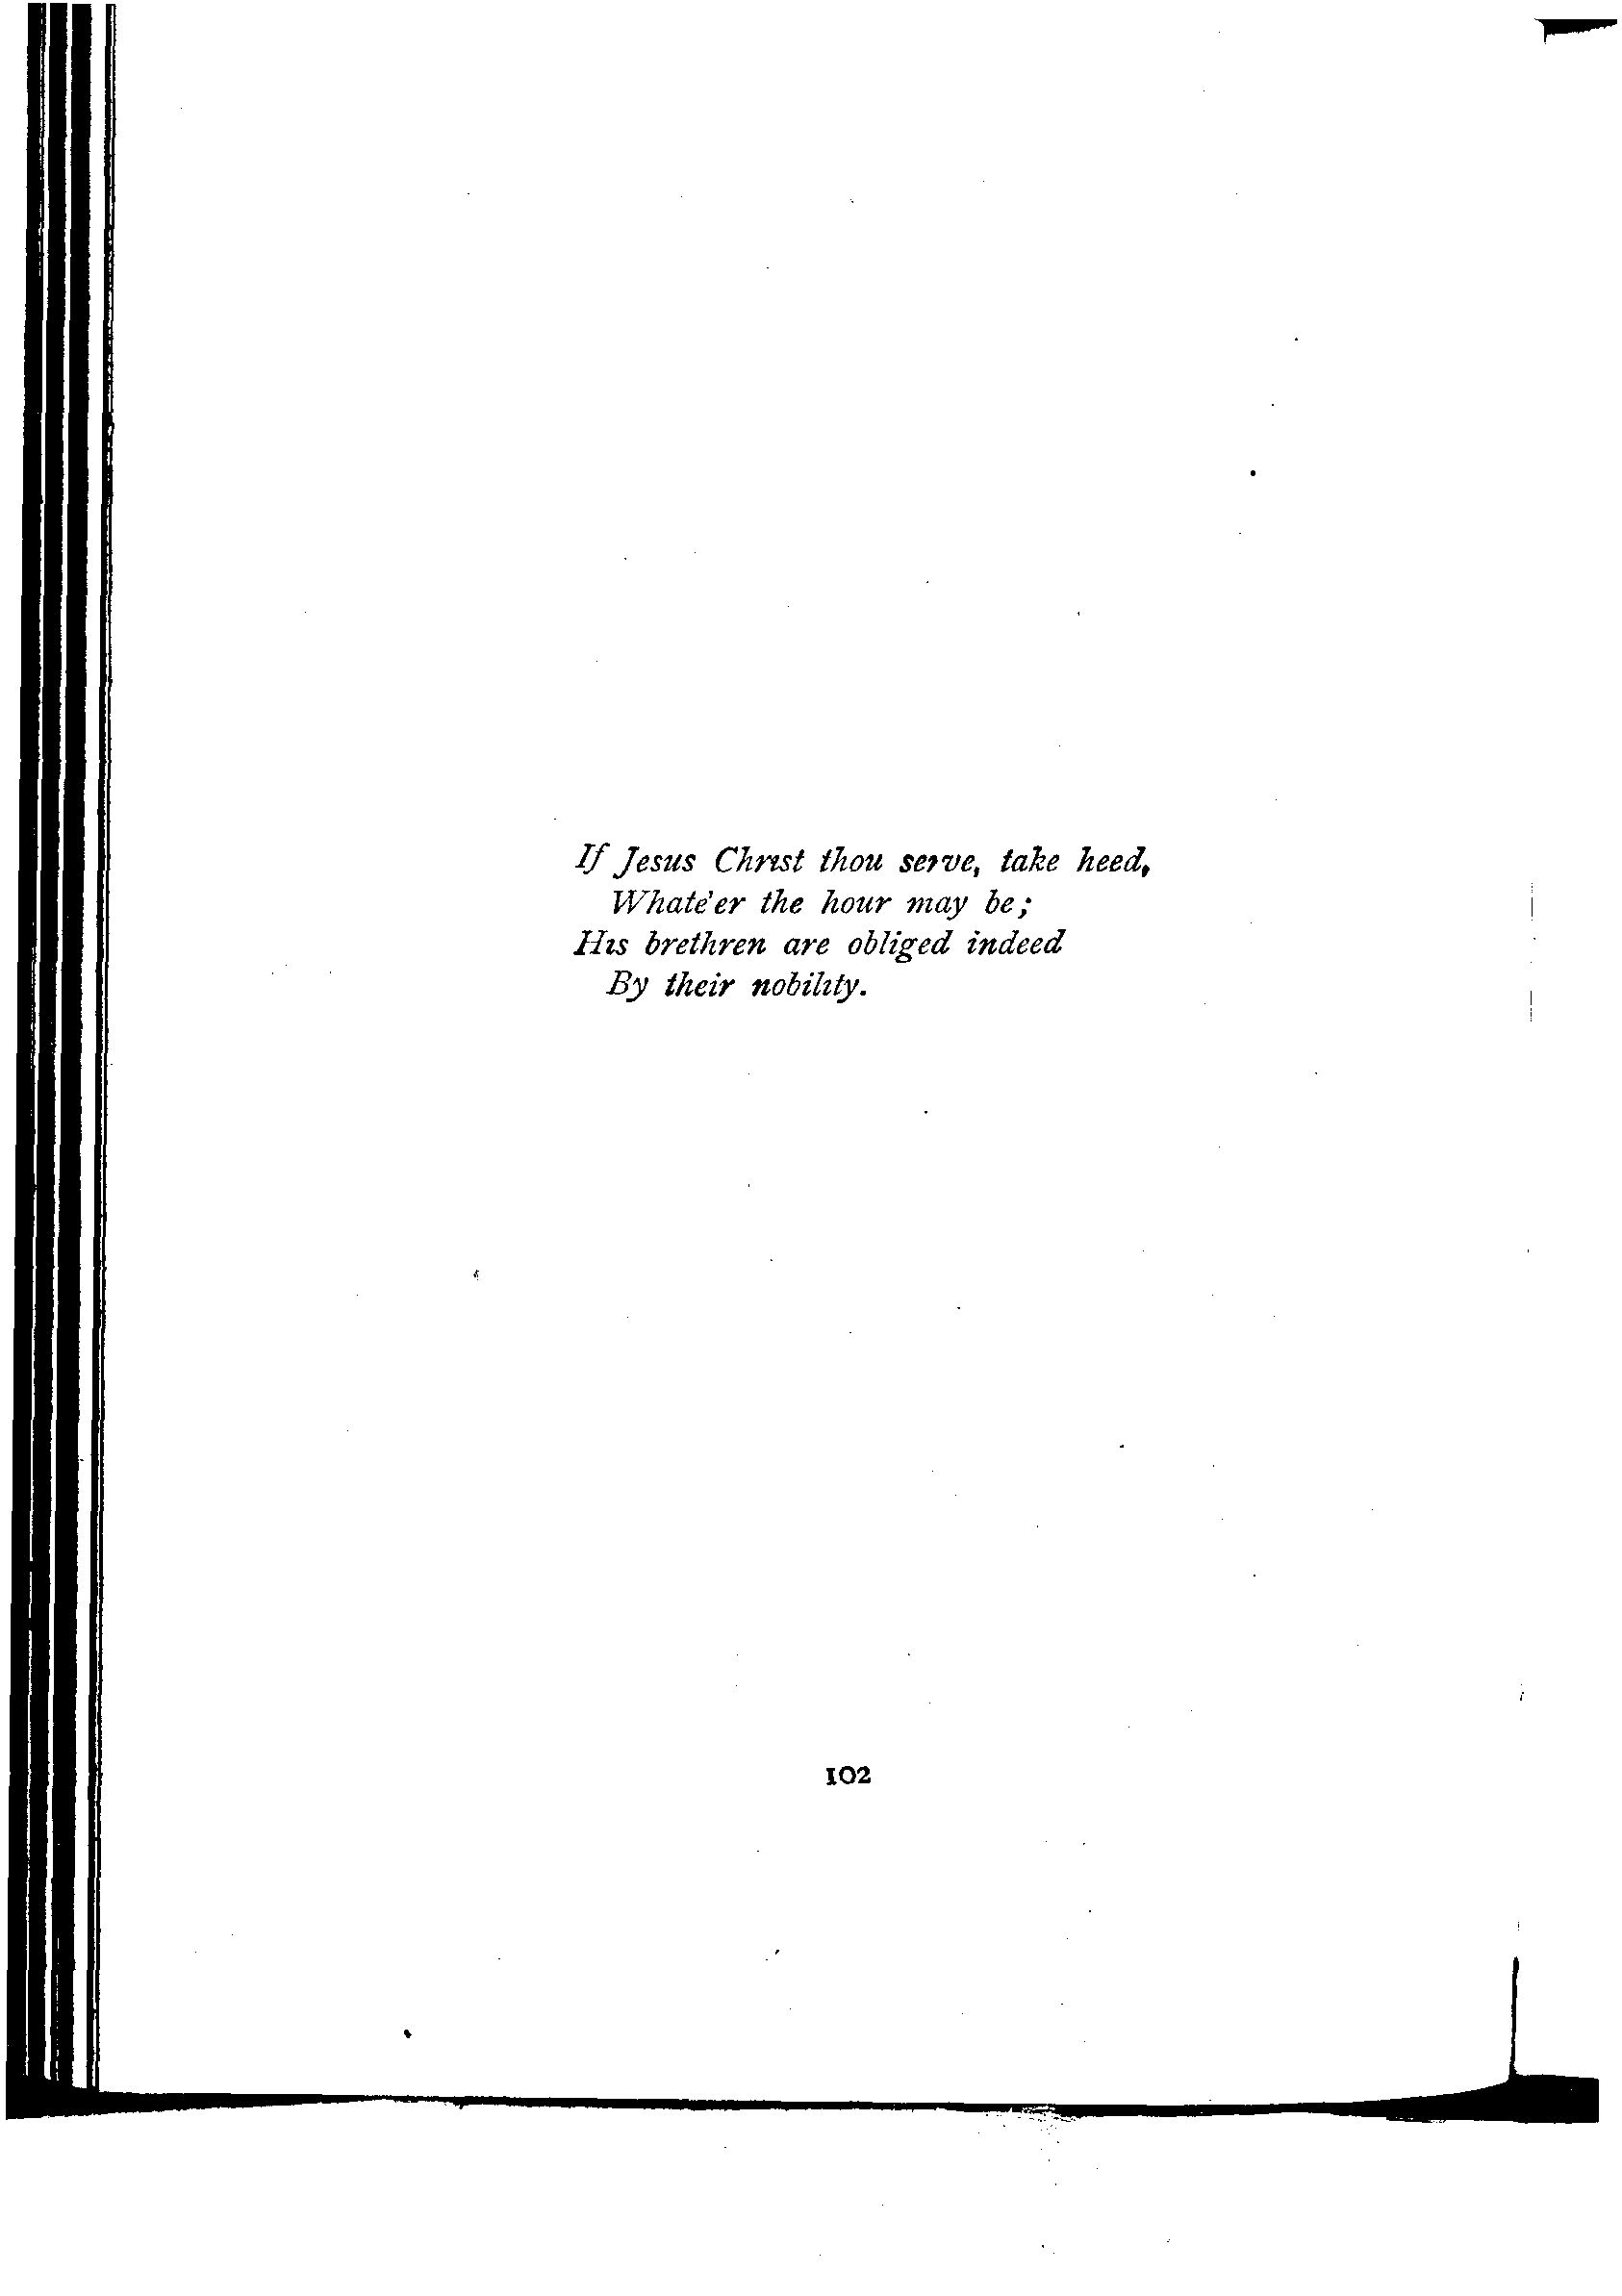 If Jesus Christ thou serve, take heed,
Whate'er the hour may be;
His brethren are obliged indeed
By their nobility.
102